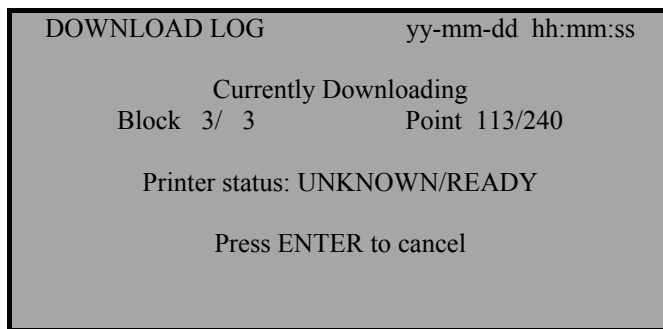 DOWNLOAD LOG yy-mm-dd hh:mm:ss
Currently Downloading
Block 3/ 3 Point 113/240
Printer status: UNKNOWN/READY
Press ENTER to cancel